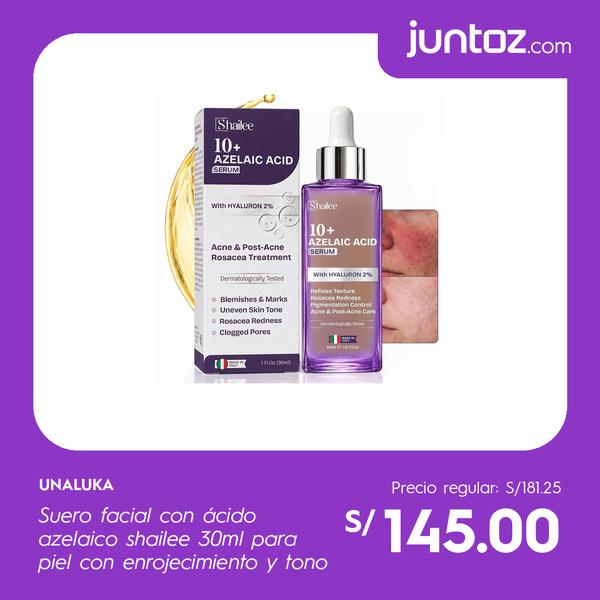 juntoz.com
Shailee
10+
AZELAIC ACID
SERUM
With HYALURON 2%
Acne & Post-Acne
Rosacea Treatment
Dermatologically Tested
Blemishes & Marks
Uneven Skin Tone
Rosacea Redness
Clogged Pores
MADE IN
ITALY
1 Fl.Oz (30ml)
Shailee
10+
AZELAIC ACID
SERUM
With HYALURON 2%
Refines Texture
Rosacea Redness
Pigmentation Control
Acne & Post-Acne Care
Dermatologically Tested
UNALUKA
Suero facial con ácido
azelaico shailee 30ml para
piel con enrojecimiento y tono
Precio regular: S/181.25
S/145.00